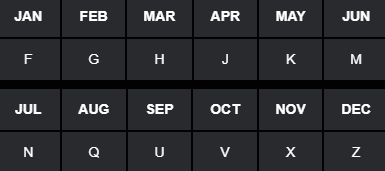 JAN FEB MAR APR MAY JUN
F G H J K M
JUL AUG SEP OCT NOV DEC
N Q U V X Z